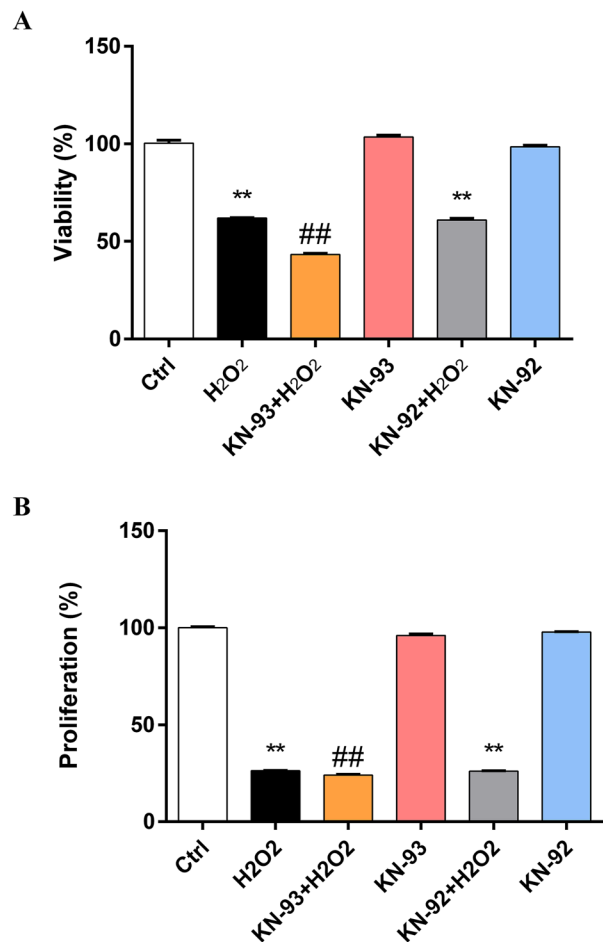 A
150
100
50
0
Viability (%)
**
##
**
Ctrl
H2O2
KN-93+H2O2
KN-93
KN-92+H2O2
KN-92
B
150
100
50
0
Proliferation (%)
**
##
**
Ctrl
H2O2
KN-93+H2O2
KN-93
KN-92+H2O2
KN-92